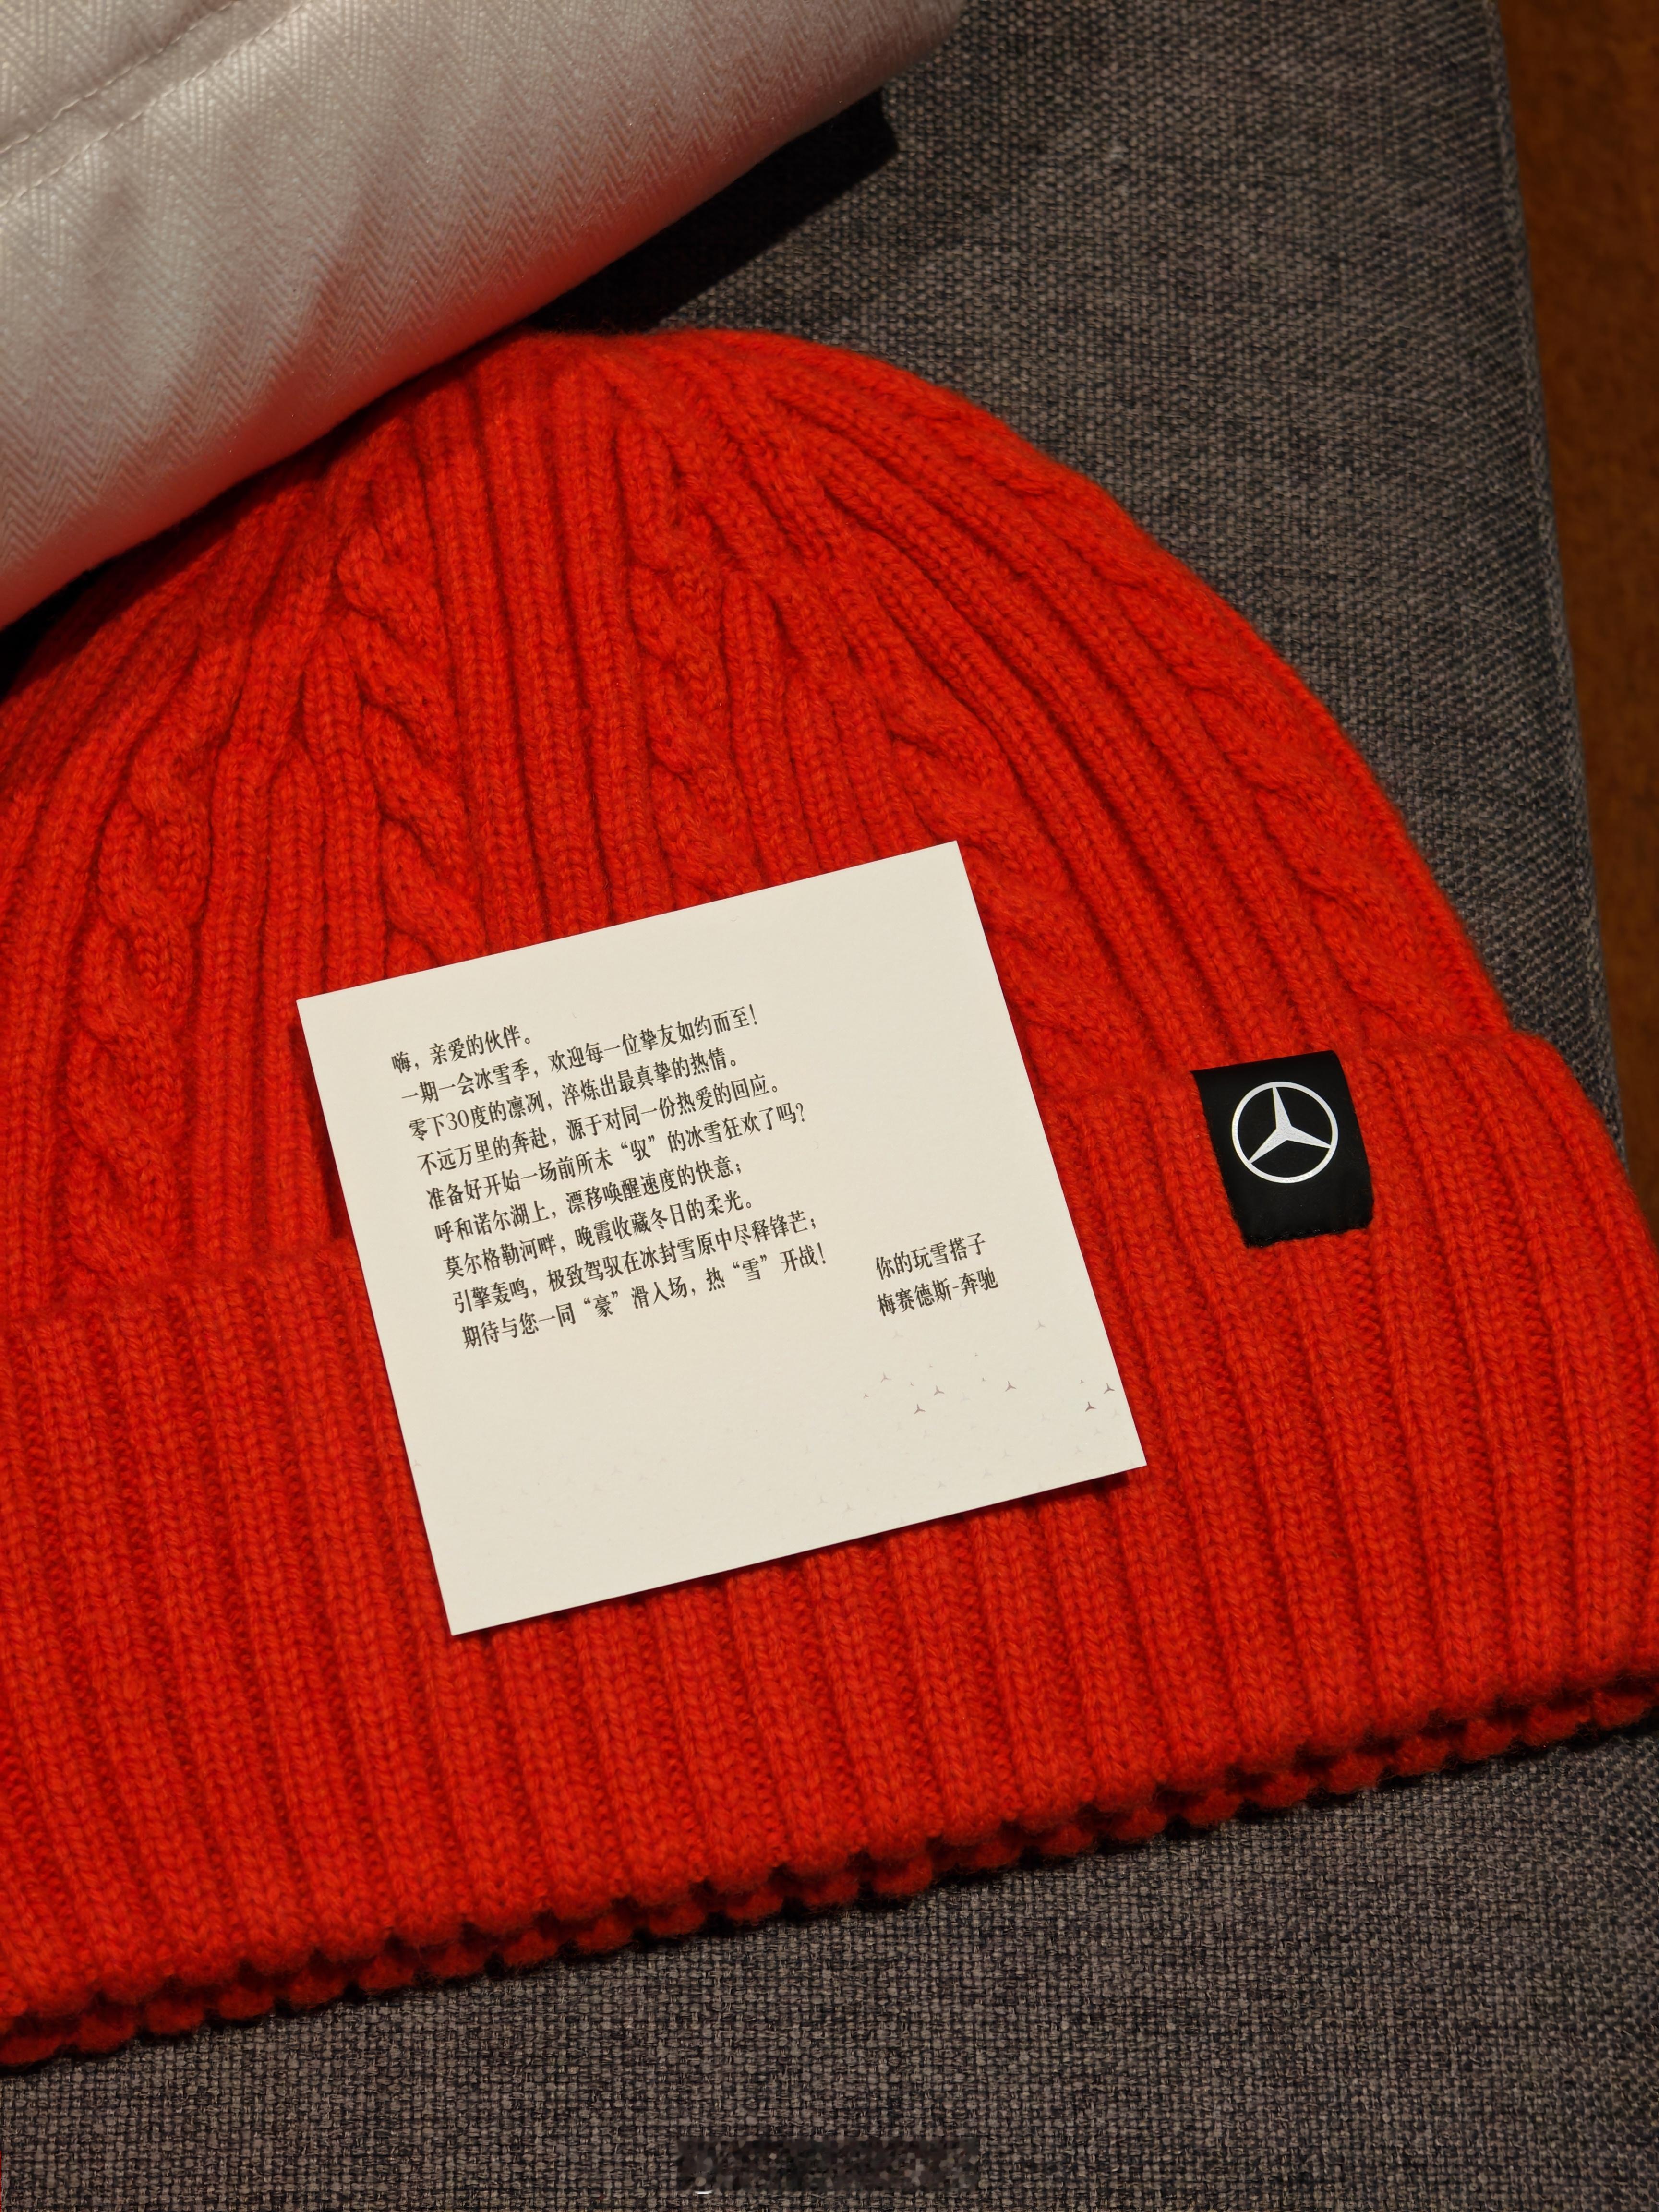 嗨，亲爱的伙伴。
一期一会冰雪季，欢迎每一位挚友如约而至！
零下30度的凛冽，淬炼出最真挚的热情。
不远万里的奔赴，源于对同一份热爱的回应。
准备好开始一场前所未“驭”的冰雪狂欢了吗？
呼和诺尔湖上，漂移唤醒速度的快意；
莫尔格勒河畔，晚霞收藏冬日的柔光。
引擎轰鸣，极致驾驭在冰封雪原中尽释锋芒；
期待与您一同“豪”滑入场，热“雪”开战！
你的玩雪搭子
梅赛德斯-奔驰